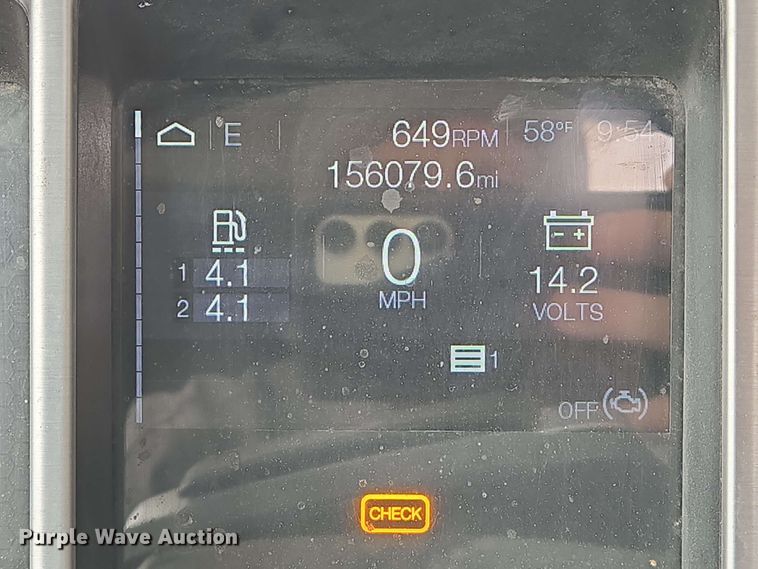 E 649RPM 58°F 9:54
156079.6mi
1 4.1
2 4.1
0
MPH
14.2
VOLTS
1
OFF
CHECK
Purple Wave Auction